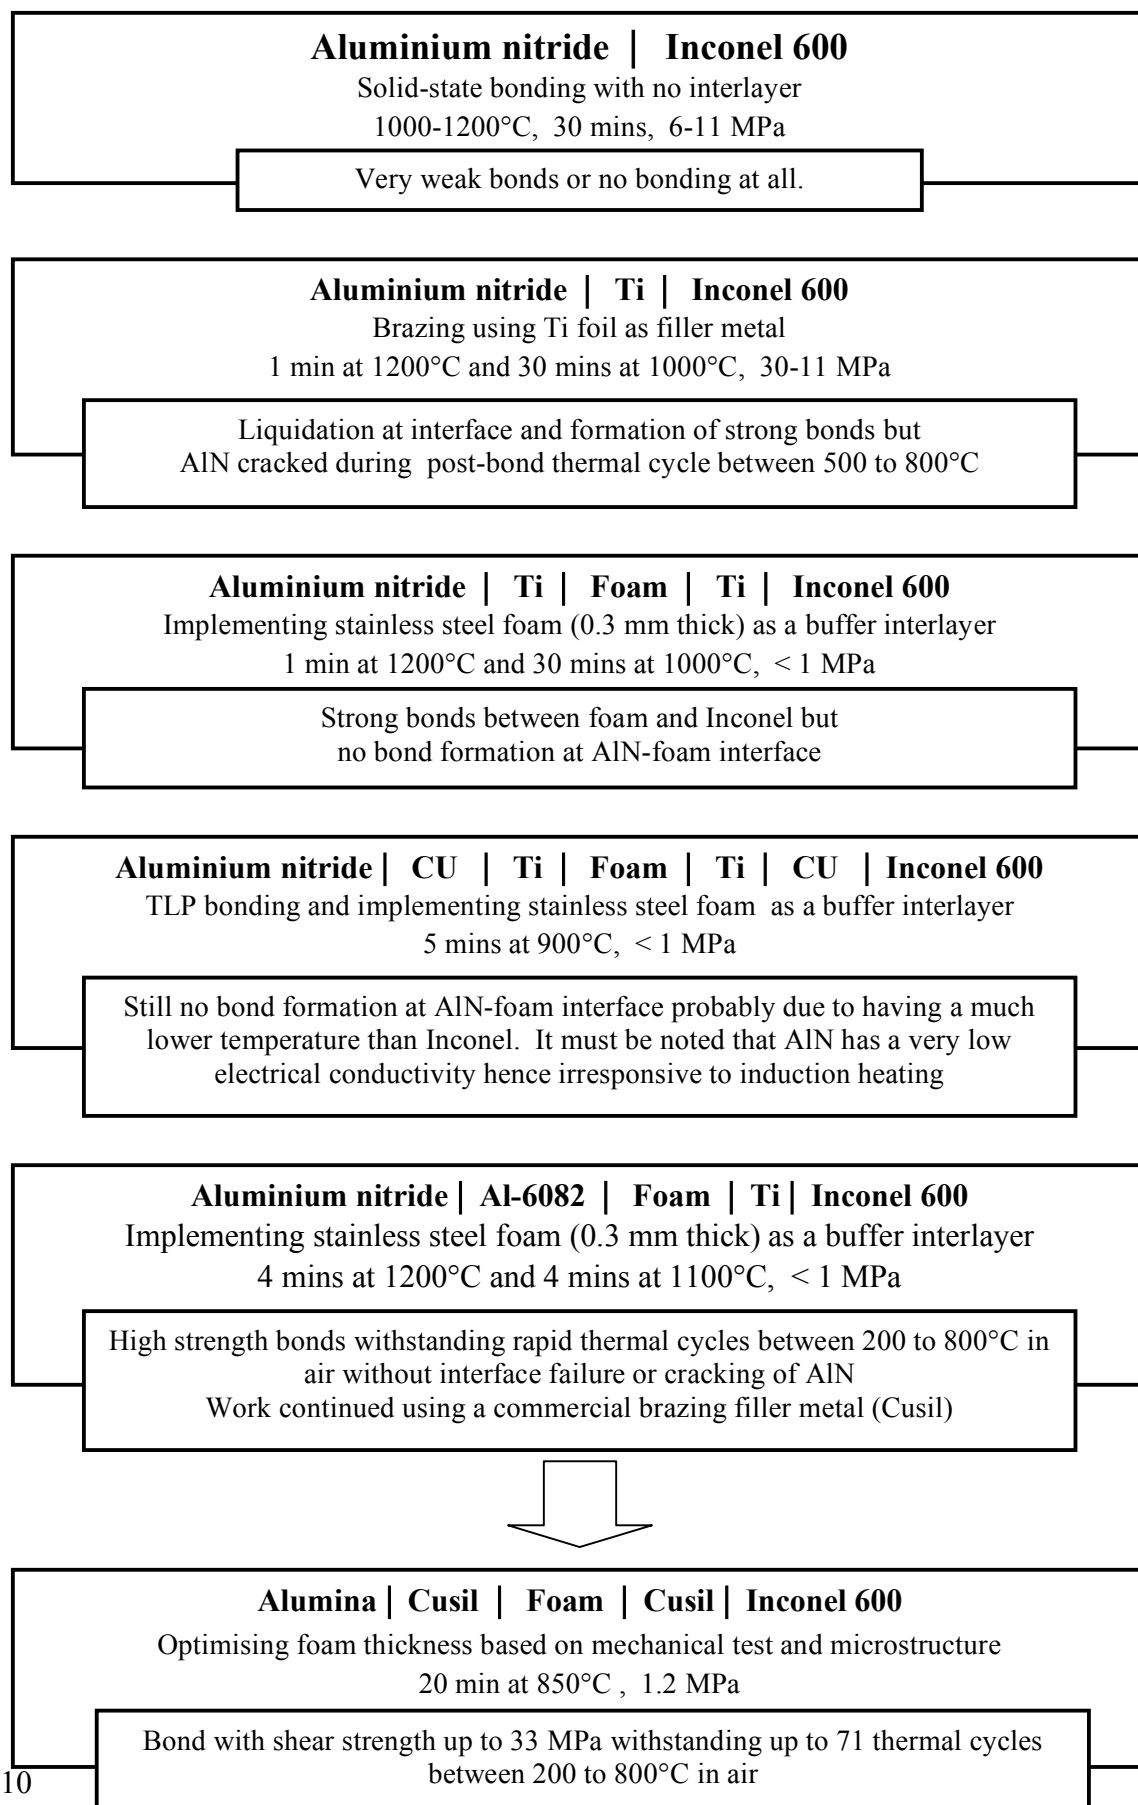 Aluminium nitride | Inconel 600
Solid-state bonding with no interlayer
1000-1200°C, 30 mins, 6-11 MPa
Very weak bonds or no bonding at all.
Aluminium nitride | Ti | Inconel 600
Brazing using Ti foil as filler metal
1 min at 1200°C and 30 mins at 1000°C, 30-11 MPa
Liquidation at interface and formation of strong bonds but
AlN cracked during post-bond thermal cycle between 500 to 800°C
Aluminium nitride | Ti | Foam | Ti | Inconel 600
Implementing stainless steel foam (0.3 mm thick) as a buffer interlayer
1 min at 1200°C and 30 mins at 1000°C, < 1 MPa
Strong bonds between foam and Inconel but
no bond formation at AlN-foam interface
Aluminium nitride | CU | Ti | Foam | Ti | CU | Inconel 600
TLP bonding and implementing stainless steel foam as a buffer interlayer
5 mins at 900°C, < 1 MPa
Still no bond formation at AlN-foam interface probably due to having a much
lower temperature than Inconel. It must be noted that AlN has a very low
electrical conductivity hence irresponsive to induction heating
Aluminium nitride | Al-6082 | Foam | Ti | Inconel 600
Implementing stainless steel foam (0.3 mm thick) as a buffer interlayer
4 mins at 1200°C and 4 mins at 1100°C, < 1 MPa
High strength bonds withstanding rapid thermal cycles between 200 to 800°C in
air without interface failure or cracking of AlN
Work continued using a commercial brazing filler metal (Cusil)
Alumina | Cusil | Foam | Cusil | Inconel 600
Optimising foam thickness based on mechanical test and microstructure
20 min at 850°C , 1.2 MPa
Bond with shear strength up to 33 MPa withstanding up to 71 thermal cycles
between 200 to 800°C in air
10